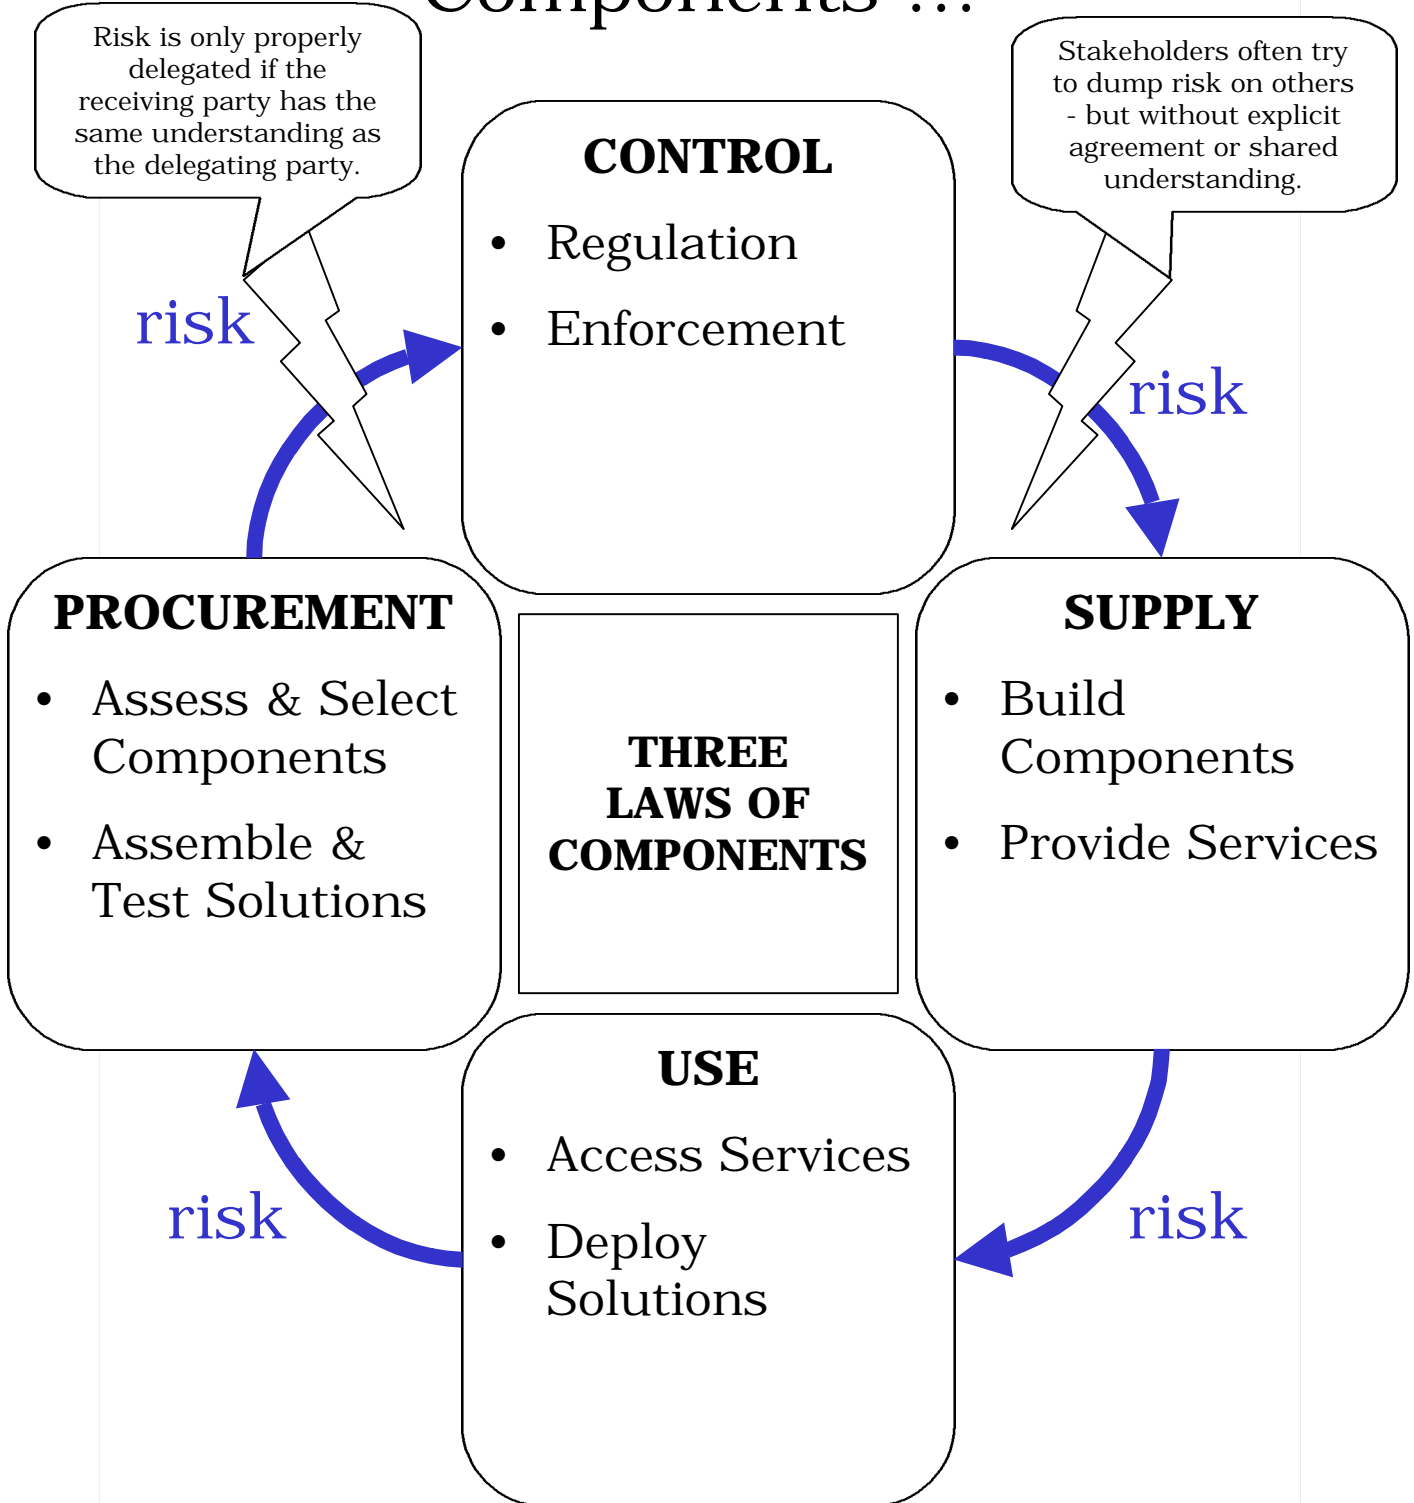 Components ...
Risk is only properly
delegated if the
receiving party has the
same understanding as
the delegating party.
Stakeholders often try
to dump risk on others
- but without explicit
agreement or shared
understanding.
CONTROL
• Regulation
• Enforcement
risk
risk
PROCUREMENT
• Assess & Select
Components
• Assemble &
Test Solutions
THREE
LAWS OF
COMPONENTS
SUPPLY
• Build
Components
• Provide Services
USE
• Access Services
• Deploy
Solutions
risk
risk